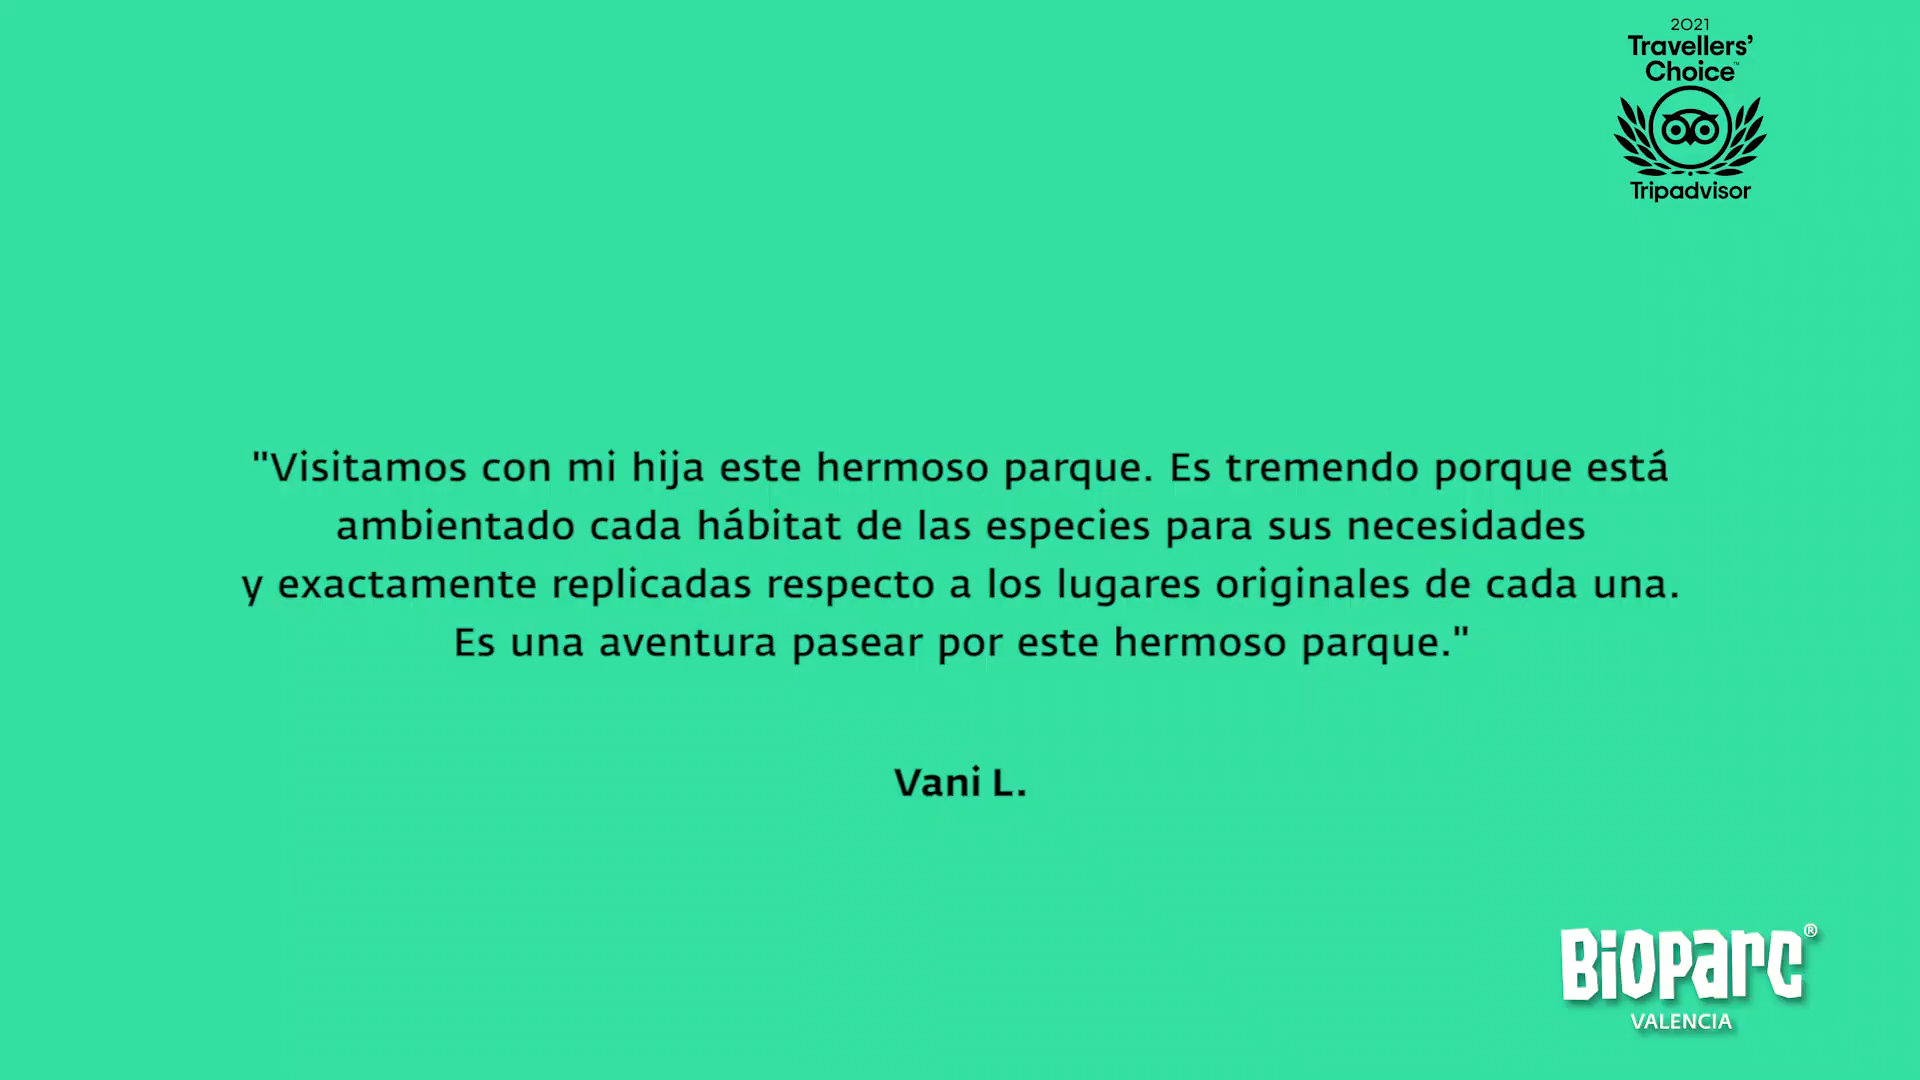 2021
Travellers'
Choice™
Tripadvisor
"Visitamos con mi hija este hermoso parque. Es tremendo porque está
ambientado cada hábitat de las especies para sus necesidades
y exactamente replicadas respecto a los lugares originales de cada una.
Es una aventura pasear por este hermoso parque."
Vani L.
BIOPARC®
VALENCIA